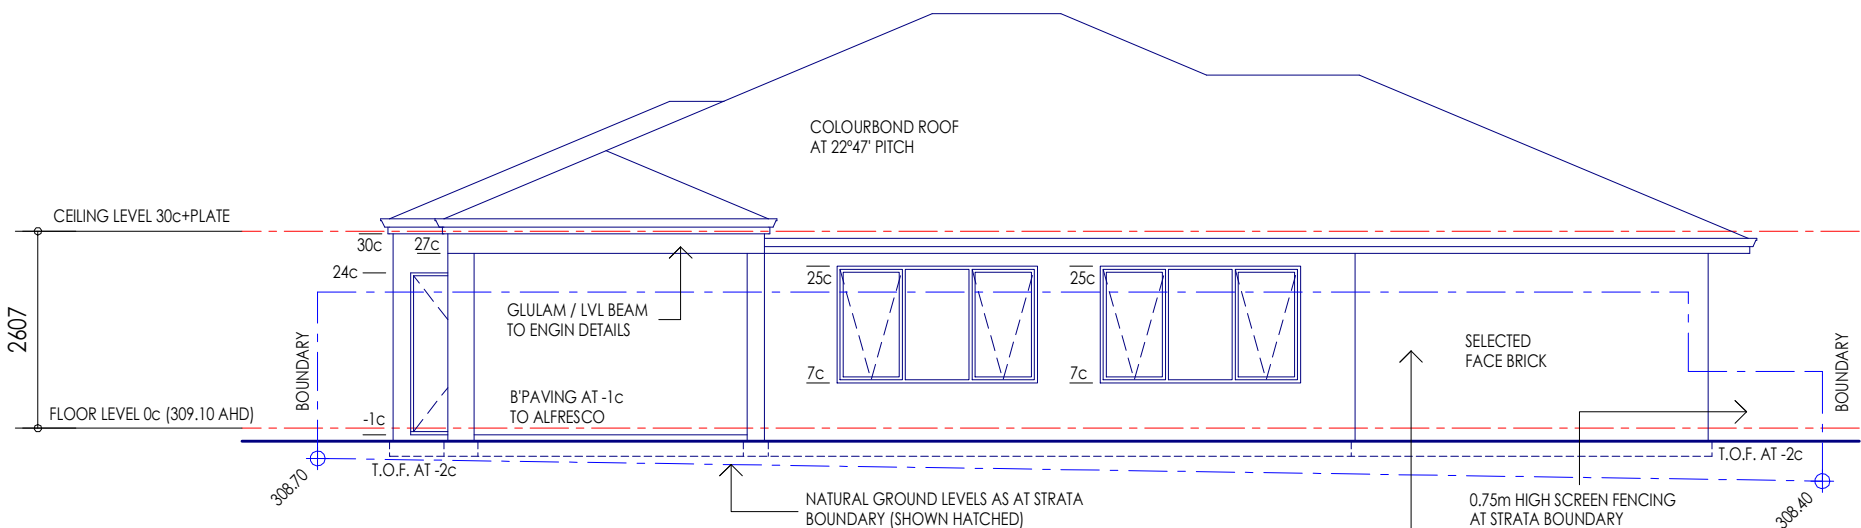 COLOURBOND ROOF
AT 22°47' PITCH
CEILING LEVEL 30c+PLATE
30c
27c
24c
25c
25c
GLULAM / LVL BEAM
TO ENGIN DETAILS
2607
BOUNDARY
SELECTED
FACE BRICK
BOUNDARY
7c
7c
B'PAVING AT -1c
TO ALFRESCO
FLOOR LEVEL 0c (309.10 AHD)
-1c
T.O.F. AT -2c
T.O.F. AT -2c
308.70
NATURAL GROUND LEVELS AS AT STRATA
BOUNDARY (SHOWN HATCHED)
0.75m HIGH SCREEN FENCING
AT STRATA BOUNDARY
308.40